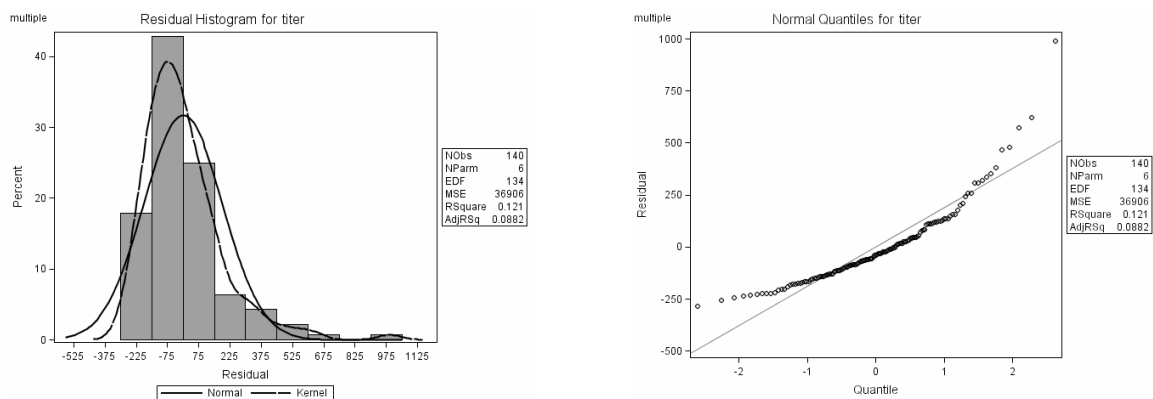 multiple
Residual Histogram for titer
40
30
20
10
0
Percent
-525 -375 -225 -75 75 225 375 525 675 825 975 1125
Residual
Normal Kernel
NObs 140
NParm 6
EDF 134
MSE 36906
RSquare 0.121
AdjRSq 0.0882
multiple
Normal Quantiles for titer
1000
750
500
250
0
-250
-500
Residual
-2 -1 0 1 2
Quantile
NObs 140
NParm 6
EDF 134
MSE 36906
RSquare 0.121
AdjRSq 0.0882